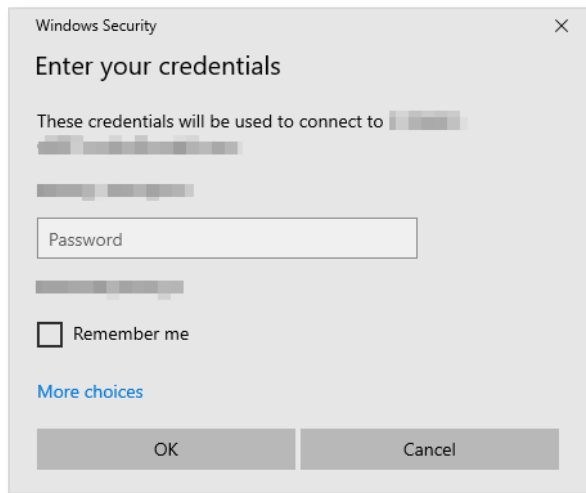 Windows Security
Enter your credentials
These credentials will be used to connect to
Password
Remember me
More choices
OK
Cancel